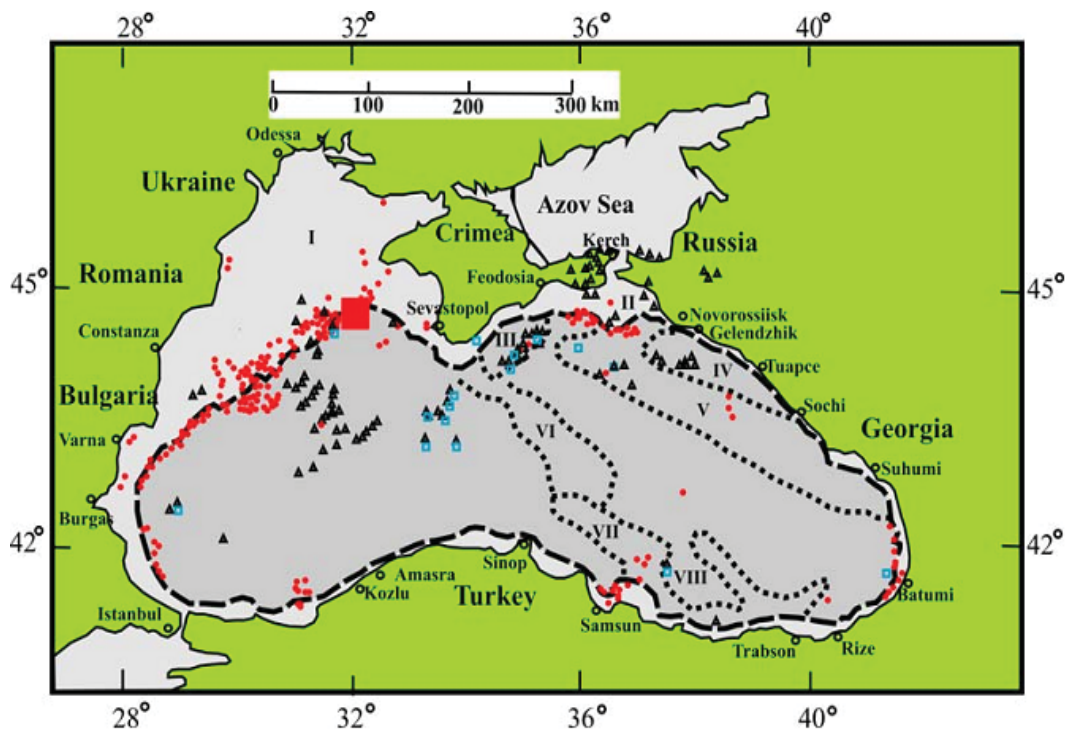 28° 32° 36° 40°
0 100 200 300 km
Odessa
Ukraine
Azov Sea
I
Crimea
Kerch
Russia
Romania
45° 45°
Feodosia
II
Sevastopol
Novorossiisk
Constanza
Gelendzhik
III
IV
Tuapce
Bulgaria
V
Sochi
Georgia
Varna
VI
Suhumi
Burgas
42° 42°
VII
Sinop
VIII
Amasra
Kozlu
Turkey
Batumi
Istanbul
Samsun
Trabson
Rize
28° 32° 36° 40°